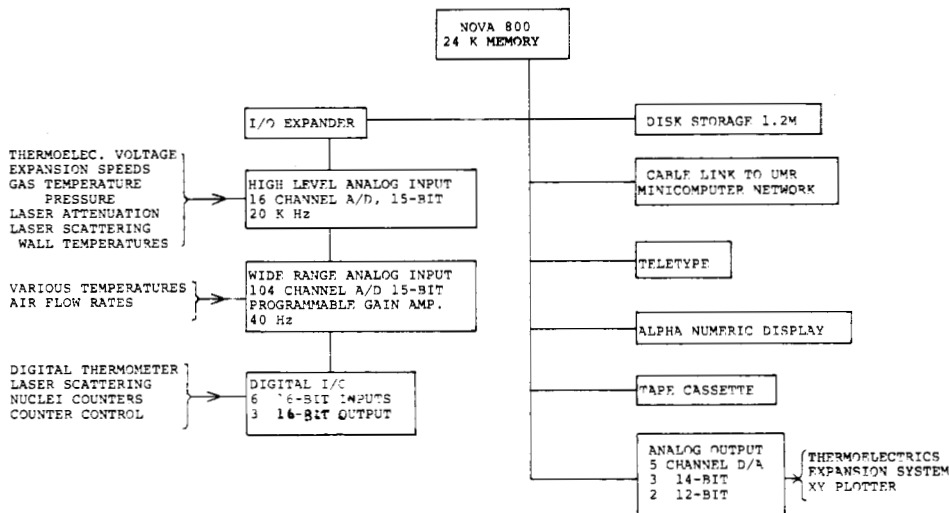 NOVA 800
24 K MEMORY
I/O EXPANDER
DISK STORAGE 1.2M
THERMOELEC. VOLTAGE
EXPANSION SPEEDS
GAS TEMPERATURE
PRESSURE
LASER ATTENUATION
LASER SCATTERING
WALL TEMPERATURES
HIGH LEVEL ANALOG INPUT
16 CHANNEL A/D, 15-BIT
20 K Hz
CABLE LINK TO UMR
MINICOMPUTER NETWORK
VARIOUS TEMPERATURES
AIR FLOW RATES
WIDE RANGE ANALOG INPUT
104 CHANNEL A/D 15-BIT
PROGRAMMABLE GAIN AMP.
40 Hz
TELETYPE
ALPHA NUMERIC DISPLAY
DIGITAL THERMOMETER
LASER SCATTERING
NUCLEI COUNTERS
COUNTER CONTROL
DIGITAL I/O
6 16-BIT INPUTS
3 16-BIT OUTPUT
TAPE CASSETTE
ANALOG OUTPUT
5 CHANNEL D/A
3 14-BIT
2 12-BIT
THERMOELECTRICS
EXPANSION SYSTEM
XY PLOTTER